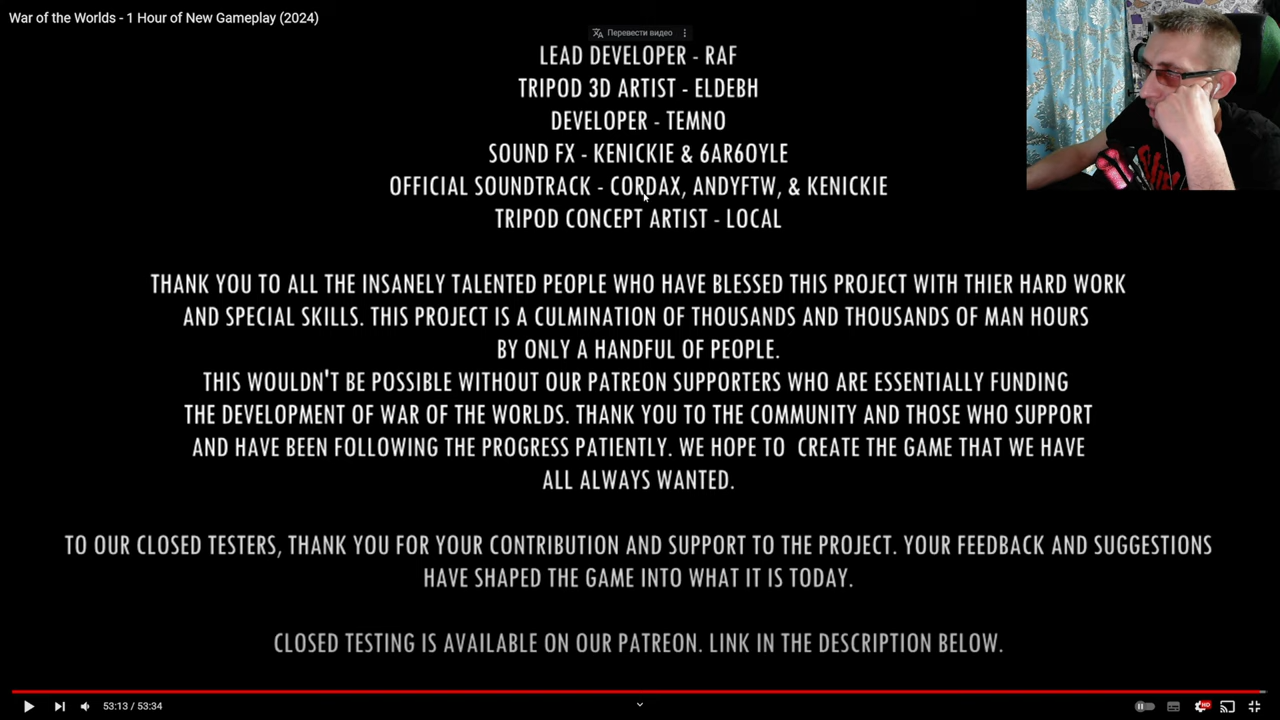 War of the Worlds - 1 Hour of New Gameplay (2024)
Перевести видео
LEAD DEVELOPER - RAF
TRIPOD 3D ARTIST - ELDEBH
DEVELOPER - TEMNO
SOUND FX - KENICKIE & 6AR6OYLE
OFFICIAL SOUNDTRACK - CORDAX, ANDYFTW, & KENICKIE
TRIPOD CONCEPT ARTIST - LOCAL
THANK YOU TO ALL THE INSANELY TALENTED PEOPLE WHO HAVE BLESSED THIS PROJECT WITH THIER HARD WORK
AND SPECIAL SKILLS. THIS PROJECT IS A CULMINATION OF THOUSANDS AND THOUSANDS OF MAN HOURS
BY ONLY A HANDFUL OF PEOPLE.
THIS WOULDN'T BE POSSIBLE WITHOUT OUR PATREON SUPPORTERS WHO ARE ESSENTIALLY FUNDING
THE DEVELOPMENT OF WAR OF THE WORLDS. THANK YOU TO THE COMMUNITY AND THOSE WHO SUPPORT
AND HAVE BEEN FOLLOWING THE PROGRESS PATIENTLY. WE HOPE TO CREATE THE GAME THAT WE HAVE
ALL ALWAYS WANTED.
TO OUR CLOSED TESTERS, THANK YOU FOR YOUR CONTRIBUTION AND SUPPORT TO THE PROJECT. YOUR FEEDBACK AND SUGGESTIONS
HAVE SHAPED THE GAME INTO WHAT IT IS TODAY.
CLOSED TESTING IS AVAILABLE ON OUR PATREON. LINK IN THE DESCRIPTION BELOW.
53:13 / 53:34
HD